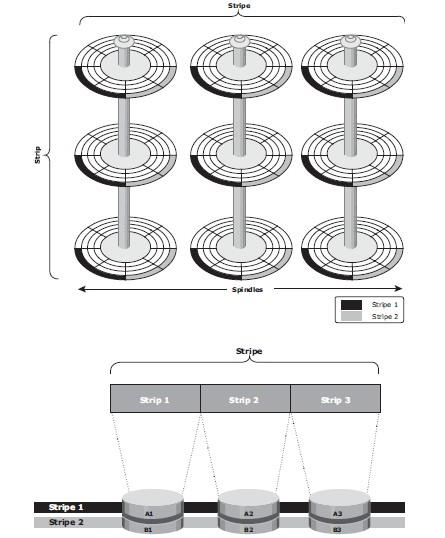 Stripe
Strip
Spindles
Stripe 1
Stripe 2
Stripe
Strip 1 Strip 2 Strip 3
Stripe 1 A1 A2 A3
Stripe 2 B1 B2 B3